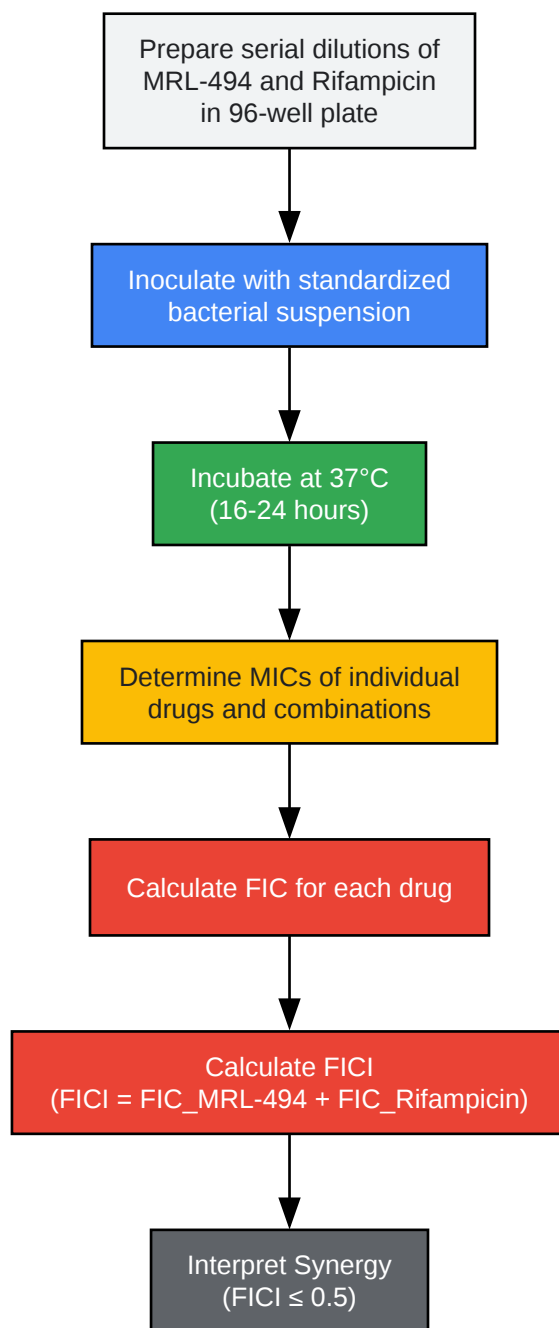 Prepare serial dilutions of
MRL-494 and Rifampicin
in 96-well plate
Inoculate with standardized
bacterial suspension
Incubate at 37°C
(16-24 hours)
Determine MICs of individual
drugs and combinations
Calculate FIC for each drug
Calculate FICI
(FICI = FIC_MRL-494 + FIC_Rifampicin)
Interpret Synergy
(FICI ≤ 0.5)